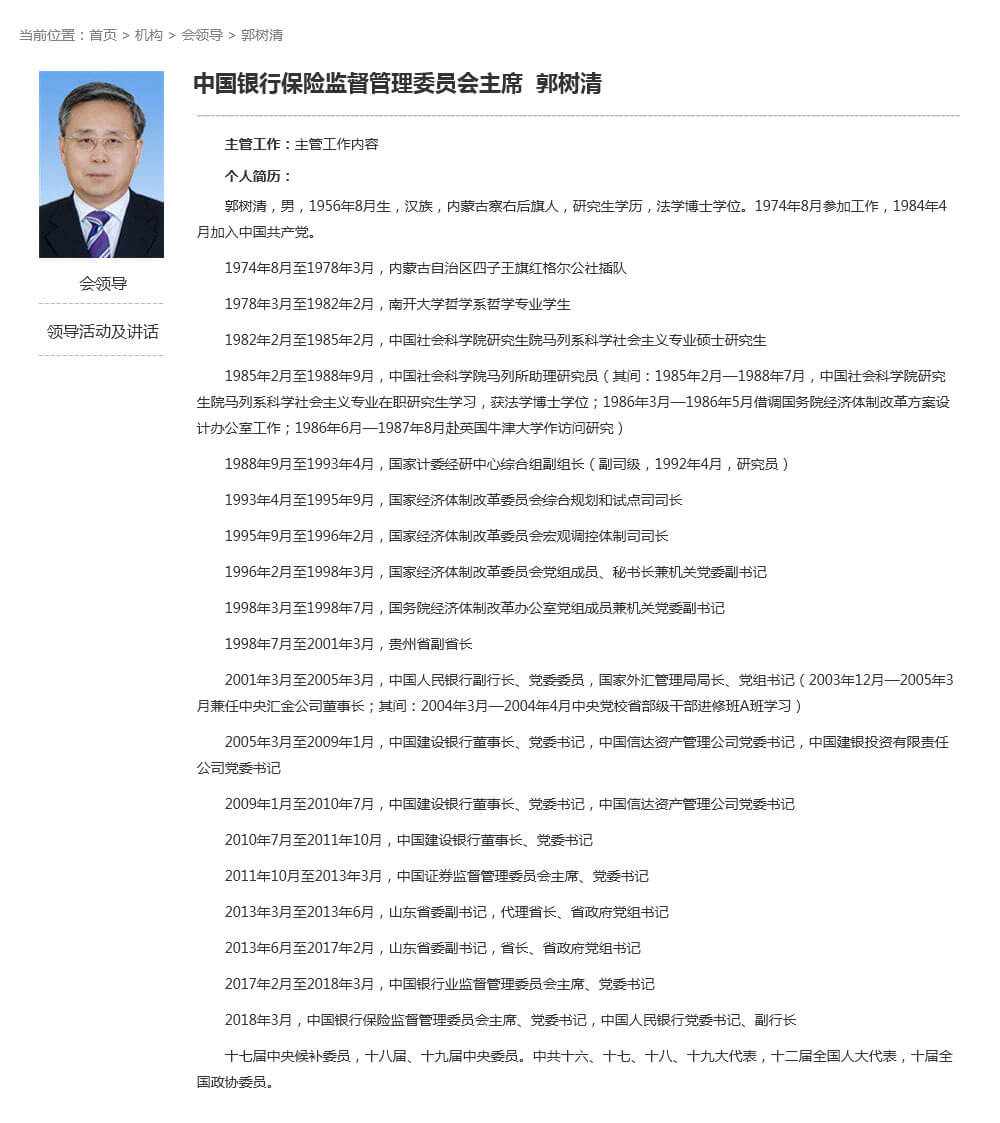 当前位置：首页 > 机构 > 会领导 > 郭树清
中国银行保险监督管理委员会主席 郭树清
会领导
领导活动及讲话
主管工作：主管工作内容
个人简历：
郭树清，男，1956年8月生，汉族，内蒙古察右后旗人，研究生学历，法学博士学位。1974年8月参加工作，1984年4
月加入中国共产党。
1974年8月至1978年3月，内蒙古自治区四子王旗红格尔公社插队
1978年3月至1982年2月，南开大学哲学系哲学专业学生
1982年2月至1985年2月，中国社会科学院研究生院马列系科学社会主义专业硕士研究生
1985年2月至1988年9月，中国社会科学院马列所助理研究员（其间：1985年2月—1988年7月，中国社会科学院研究
生院马列系科学社会主义专业在职研究生学习，获法学博士学位；1986年3月—1986年5月借调国务院经济体制改革方案设
计办公室工作；1986年6月—1987年8月赴英国牛津大学作访问研究）
1988年9月至1993年4月，国家计委经研中心综合组副组长（副司级，1992年4月，研究员）
1993年4月至1995年9月，国家经济体制改革委员会综合规划和试点司司长
1995年9月至1996年2月，国家经济体制改革委员会宏观调控体制司司长
1996年2月至1998年3月，国家经济体制改革委员会党组成员、秘书长兼机关党委副书记
1998年3月至1998年7月，国务院经济体制改革办公室党组成员兼机关党委副书记
1998年7月至2001年3月，贵州省副省长
2001年3月至2005年3月，中国人民银行副行长、党委委员，国家外汇管理局局长、党组书记（2003年12月—2005年3
月兼任中央汇金公司董事长；其间：2004年3月—2004年4月中央党校省部级干部进修班A班学习）
2005年3月至2009年1月，中国建设银行董事长、党委书记，中国信达资产管理公司党委书记，中国建银投资有限责任
公司党委书记
2009年1月至2010年7月，中国建设银行董事长、党委书记，中国信达资产管理公司党委书记
2010年7月至2011年10月，中国建设银行董事长、党委书记
2011年10月至2013年3月，中国证券监督管理委员会主席、党委书记
2013年3月至2013年6月，山东省委副书记，代理省长、省政府党组书记
2013年6月至2017年2月，山东省委副书记，省长、省政府党组书记
2017年2月至2018年3月，中国银行业监督管理委员会主席、党委书记
2018年3月，中国银行保险监督管理委员会主席、党委书记，中国人民银行党委书记、副行长
十七届中央候补委员，十八届、十九届中央委员。中共十六、十七、十八、十九大代表，十二届全国人大代表，十届全
国政协委员。